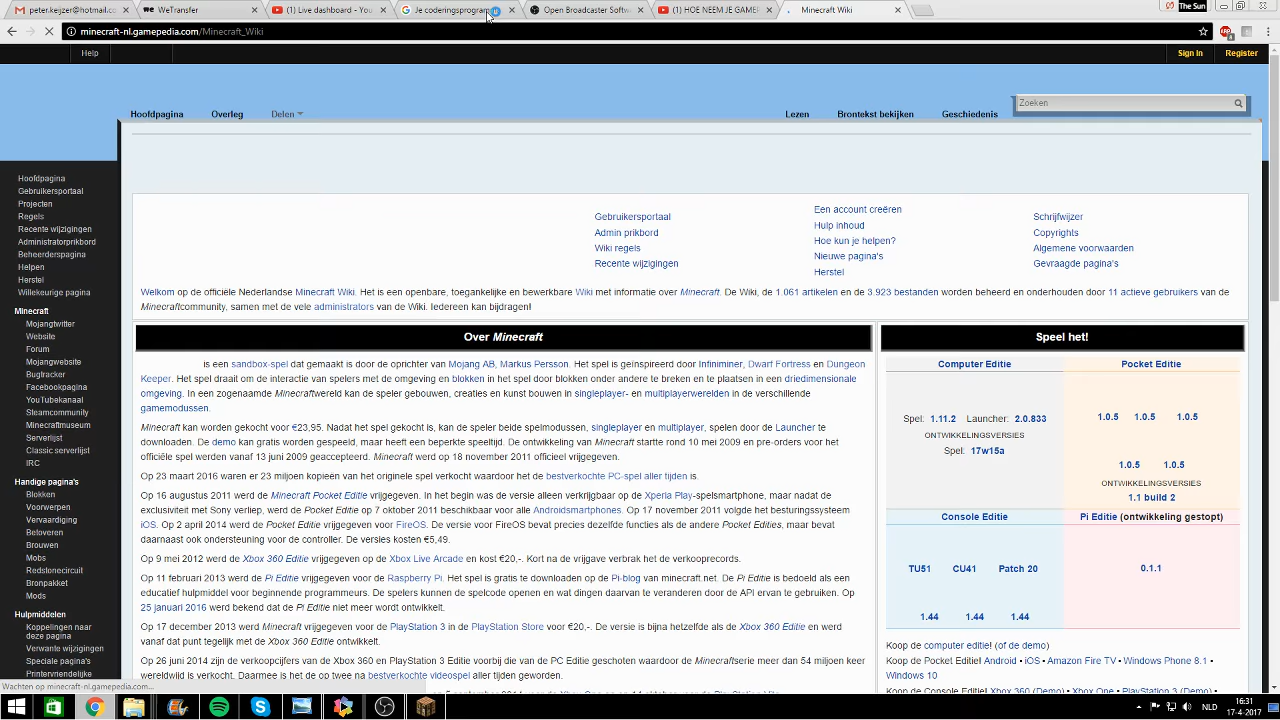 peter.keijzer@hotmail.co
WeTransfer
(1) Live dashboard - You
Je coderingsprogram
Open Broadcaster Softwa
(1) HOE NEEM JE GAMEP
Minecraft Wiki
The Sun
minecraft-nl.gamepedia.com/Minecraft_Wiki
Help
Sign In
Register
Zoeken
Hoofdpagina
Overleg
Delen
Lezen
Brontekst bekijken
Geschiedenis
Hoofdpagina
Gebruikersportaal
Projecten
Regels
Recente wijzigingen
Administratorprikbord
Beheerderspagina
Helpen
Herstel
Willekeurige pagina
Minecraft
Mojangtwitter
Website
Forum
Mojangwebsite
Bugtracker
Facebookpagina
YouTubekanaal
Steamcommunity
Minecraftmuseum
Serverlijst
Classic serverlijst
IRC
Handige pagina's
Blokken
Voorwerpen
Vervaardiging
Betoveren
Brouwen
Mobs
Redstonecircuit
Bronpakket
Mods
Hulpmiddelen
Koppelingen naar
deze pagina
Verwante wijzigingen
Speciale pagina's
Printervriendelijke
Gebruikersportaal
Admin prikbord
Wiki regels
Recente wijzigingen
Een account creëren
Hulp inhoud
Hoe kun je helpen?
Nieuwe pagina's
Herstel
Schrijfwijzer
Copyrights
Algemene voorwaarden
Gevraagde pagina's
Welkom op de officiële Nederlandse Minecraft Wiki. Het is een openbare, toegankelijke en bewerkbare Wiki met informatie over Minecraft. De Wiki, de 1.061 artikelen en de 3.923 bestanden worden beheerd en onderhouden door 11 actieve gebruikers van de
Minecraftcommunity, samen met de vele administrators van de Wiki. Iedereen kan bijdragen!
Over Minecraft
is een sandbox-spel dat gemaakt is door de oprichter van Mojang AB, Markus Persson. Het spel is geïnspireerd door Infiniminer, Dwarf Fortress en Dungeon
Keeper. Het spel draait om de interactie van spelers met de omgeving en blokken in het spel door blokken onder andere te breken en te plaatsen in een driedimensionale
omgeving. In een zogenaamde Minecraftwereld kan de speler gebouwen, creaties en kunst bouwen in singleplayer- en multiplayerwerelden in de verschillende
gamemodussen.
Minecraft kan worden gekocht voor €23,95. Nadat het spel gekocht is, kan de speler beide spelmodussen, singleplayer en multiplayer, spelen door de Launcher te
downloaden. De demo kan gratis worden gespeeld, maar heeft een beperkte speeltijd. De ontwikkeling van Minecraft startte rond 10 mei 2009 en pre-orders voor het
officiële spel werden vanaf 13 juni 2009 geaccepteerd. Minecraft werd op 18 november 2011 officieel vrijgegeven.
Op 23 maart 2016 waren er 23 miljoen kopieën van het originele spel verkocht waardoor het de bestverkochte PC-spel aller tijden is.
Op 16 augustus 2011 werd de Minecraft Pocket Editie vrijgegeven. In het begin was de versie alleen verkrijgbaar op de Xperia Play-spelsmartphone, maar nadat de
exclusiviteit met Sony verliep, werd de Pocket Editie op 7 oktober 2011 beschikbaar voor alle Androidsmartphones. Op 17 november 2011 volgde het besturingssysteem
iOS. Op 2 april 2014 werd de Pocket Editie vrijgegeven voor FireOS. De versie voor FireOS bevat precies dezelfde functies als de andere Pocket Edities, maar bevat
daarnaast ook ondersteuning voor de controller. De versies kosten €5,49.
Op 9 mei 2012 werd de Xbox 360 Editie vrijgegeven op de Xbox Live Arcade en kost €20,-. Kort na de vrijgave verbrak het de verkooprecords.
Op 11 februari 2013 werd de Pi Editie vrijgegeven voor de Raspberry Pi. Het spel is gratis te downloaden op de Pi-blog van minecraft.net. De Pi Editie is bedoeld als een
educatief hulpmiddel voor beginnende programmeurs. De spelers kunnen de spelcode openen en wat dingen daarvan te veranderen door de API ervan te gebruiken. Op
25 januari 2016 werd bekend dat de Pi Editie niet meer wordt ontwikkelt.
Op 17 december 2013 werd Minecraft vrijgegeven voor de PlayStation 3 in de PlayStation Store voor €20,-. De versie is bijna hetzelfde als de Xbox 360 Editie en werd
vanaf dat punt tegelijk met de Xbox 360 Editie ontwikkelt.
Op 26 juni 2014 zijn de verkoopcijfers van de Xbox 360 en PlayStation 3 Editie voorbij die van de PC Editie geschoten waardoor de Minecraftserie meer dan 54 miljoen keer
wereldwijd is verkocht. Daarmee is het de op twee na bestverkochte videospel aller tijden geworden.
Speel het!
Computer Editie
Spel: 1.11.2 Launcher: 2.0.833
ONTWIKKELINGSVERSIES
Spel: 17w15a
Pocket Editie
1.0.5 1.0.5 1.0.5
1.0.5 1.0.5
ONTWIKKELINGSVERSIES
1.1 build 2
Console Editie
TU51 CU41 Patch 20
1.44 1.44 1.44
Pi Editie (ontwikkeling gestopt)
0.1.1
Koop de computer editie! (of de demo)
Koop de Pocket Editie! Android • iOS • Amazon Fire TV • Windows Phone 8.1 •
Windows 10
Koop de Console Editie! Xbox 360 (Demo) • Xbox One • PlayStation 3 (Demo) •
Wachten op minecraft-nl.gamepedia.com...
NLD
16:31
17-4-2017